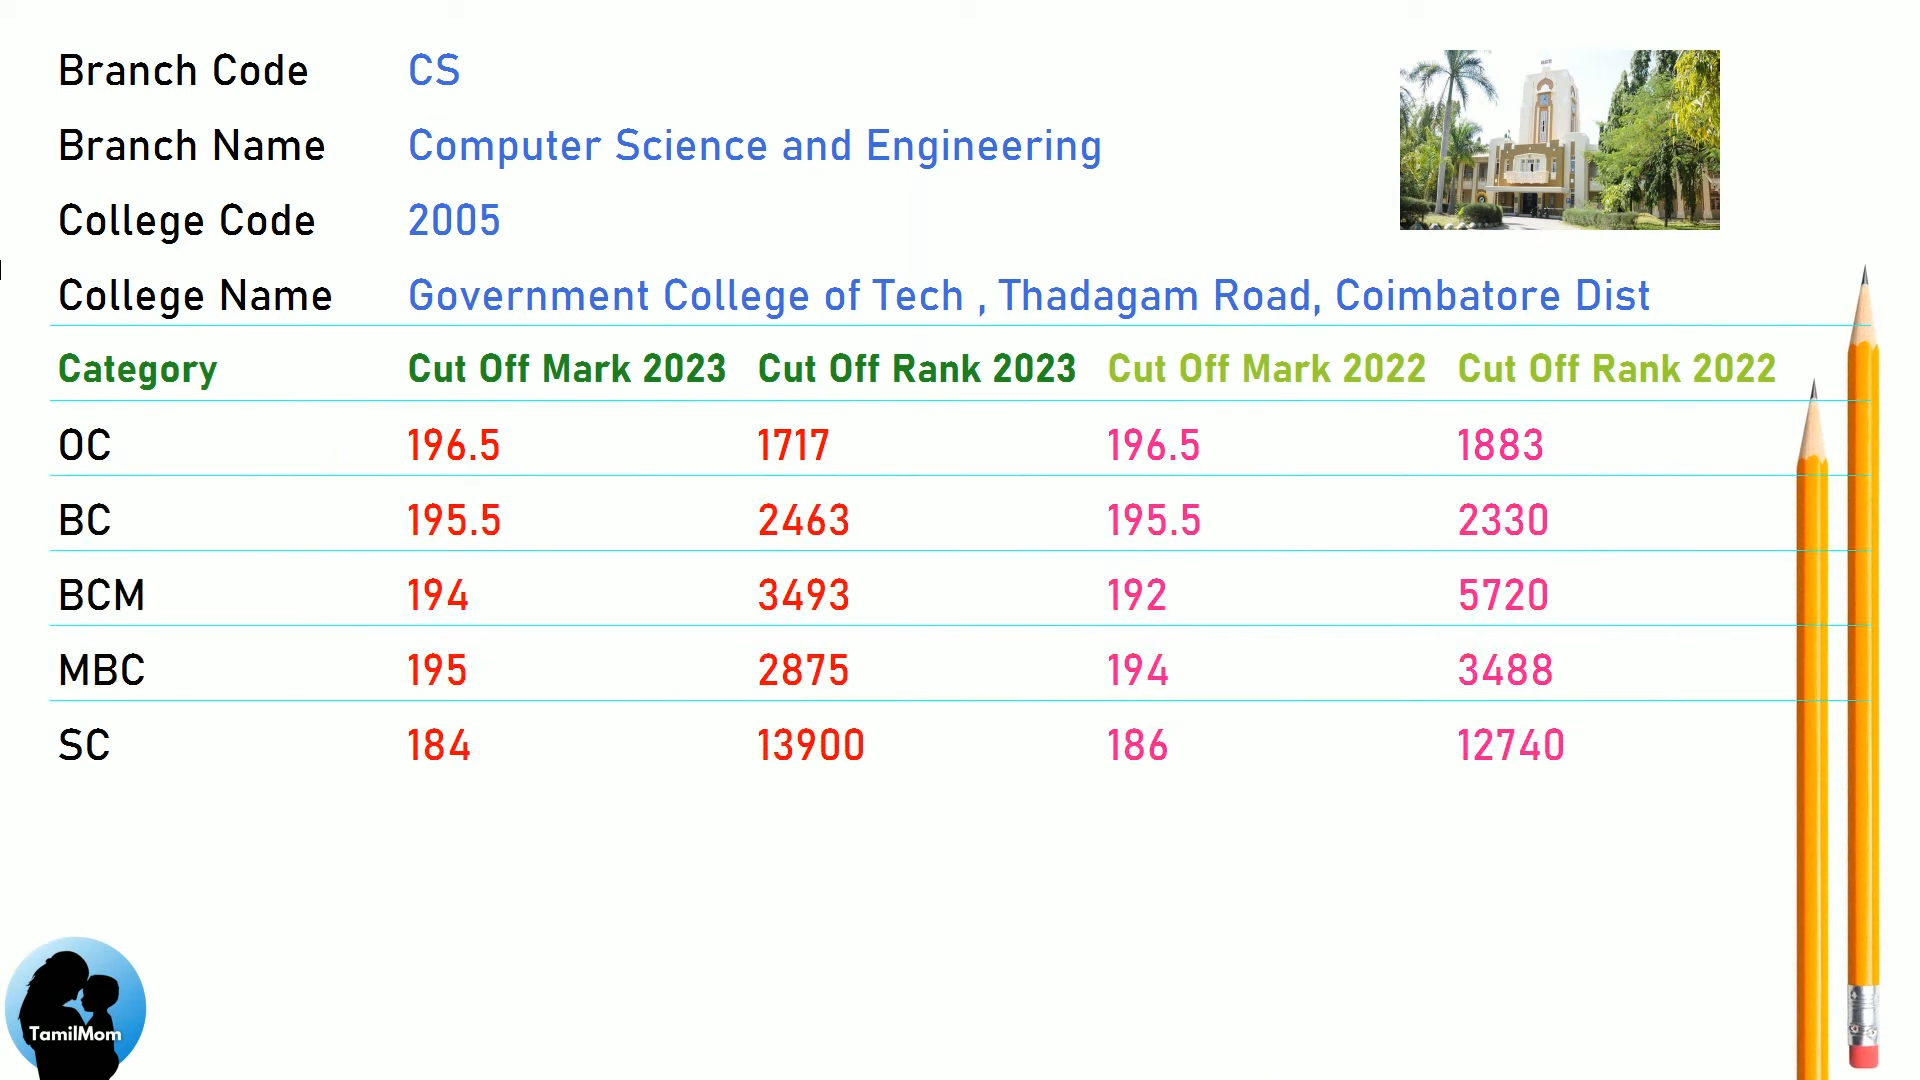 Branch Code CS
Branch Name Computer Science and Engineering
College Code 2005
College Name Government College of Tech , Thadagam Road, Coimbatore Dist
Category Cut Off Mark 2023 Cut Off Rank 2023 Cut Off Mark 2022 Cut Off Rank 2022
OC 196.5 1717 196.5 1883
BC 195.5 2463 195.5 2330
BCM 194 3493 192 5720
MBC 195 2875 194 3488
SC 184 13900 186 12740
TamilMom